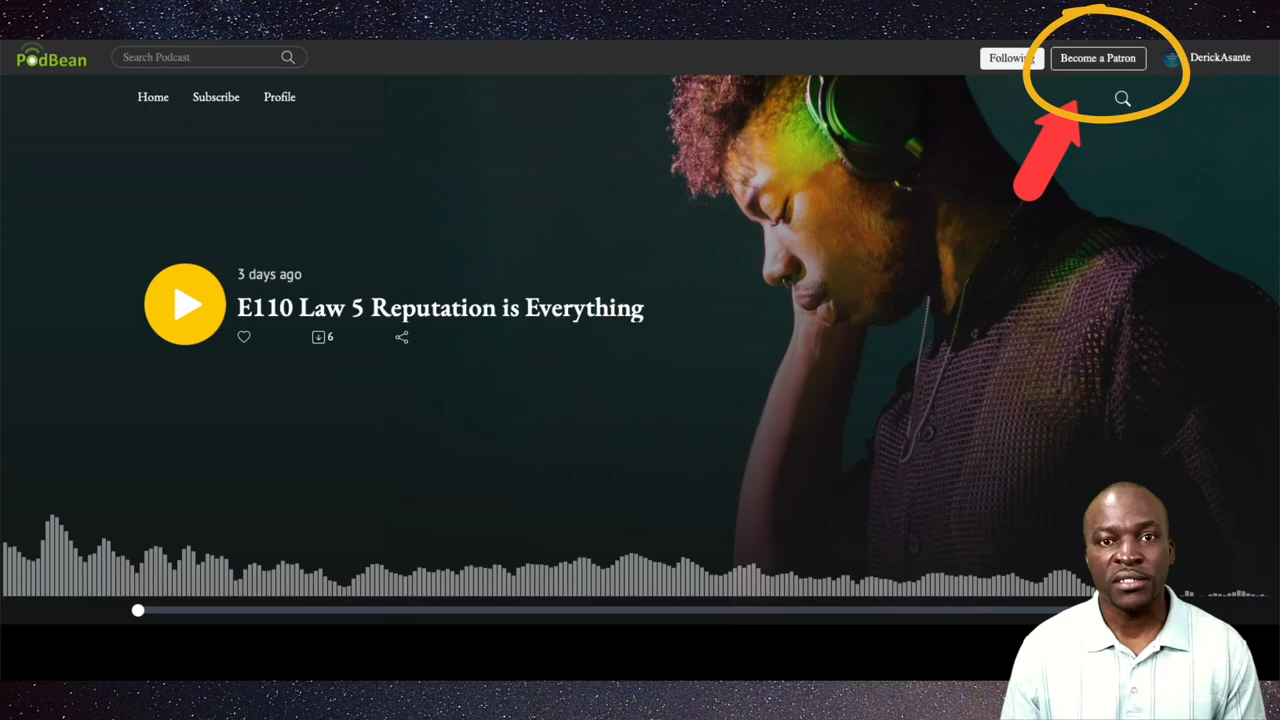 PodBean
Search Podcast
Following
Become a Patron
DerickAsante
Home
Subscribe
Profile
3 days ago
E110 Law 5 Reputation is Everything
6